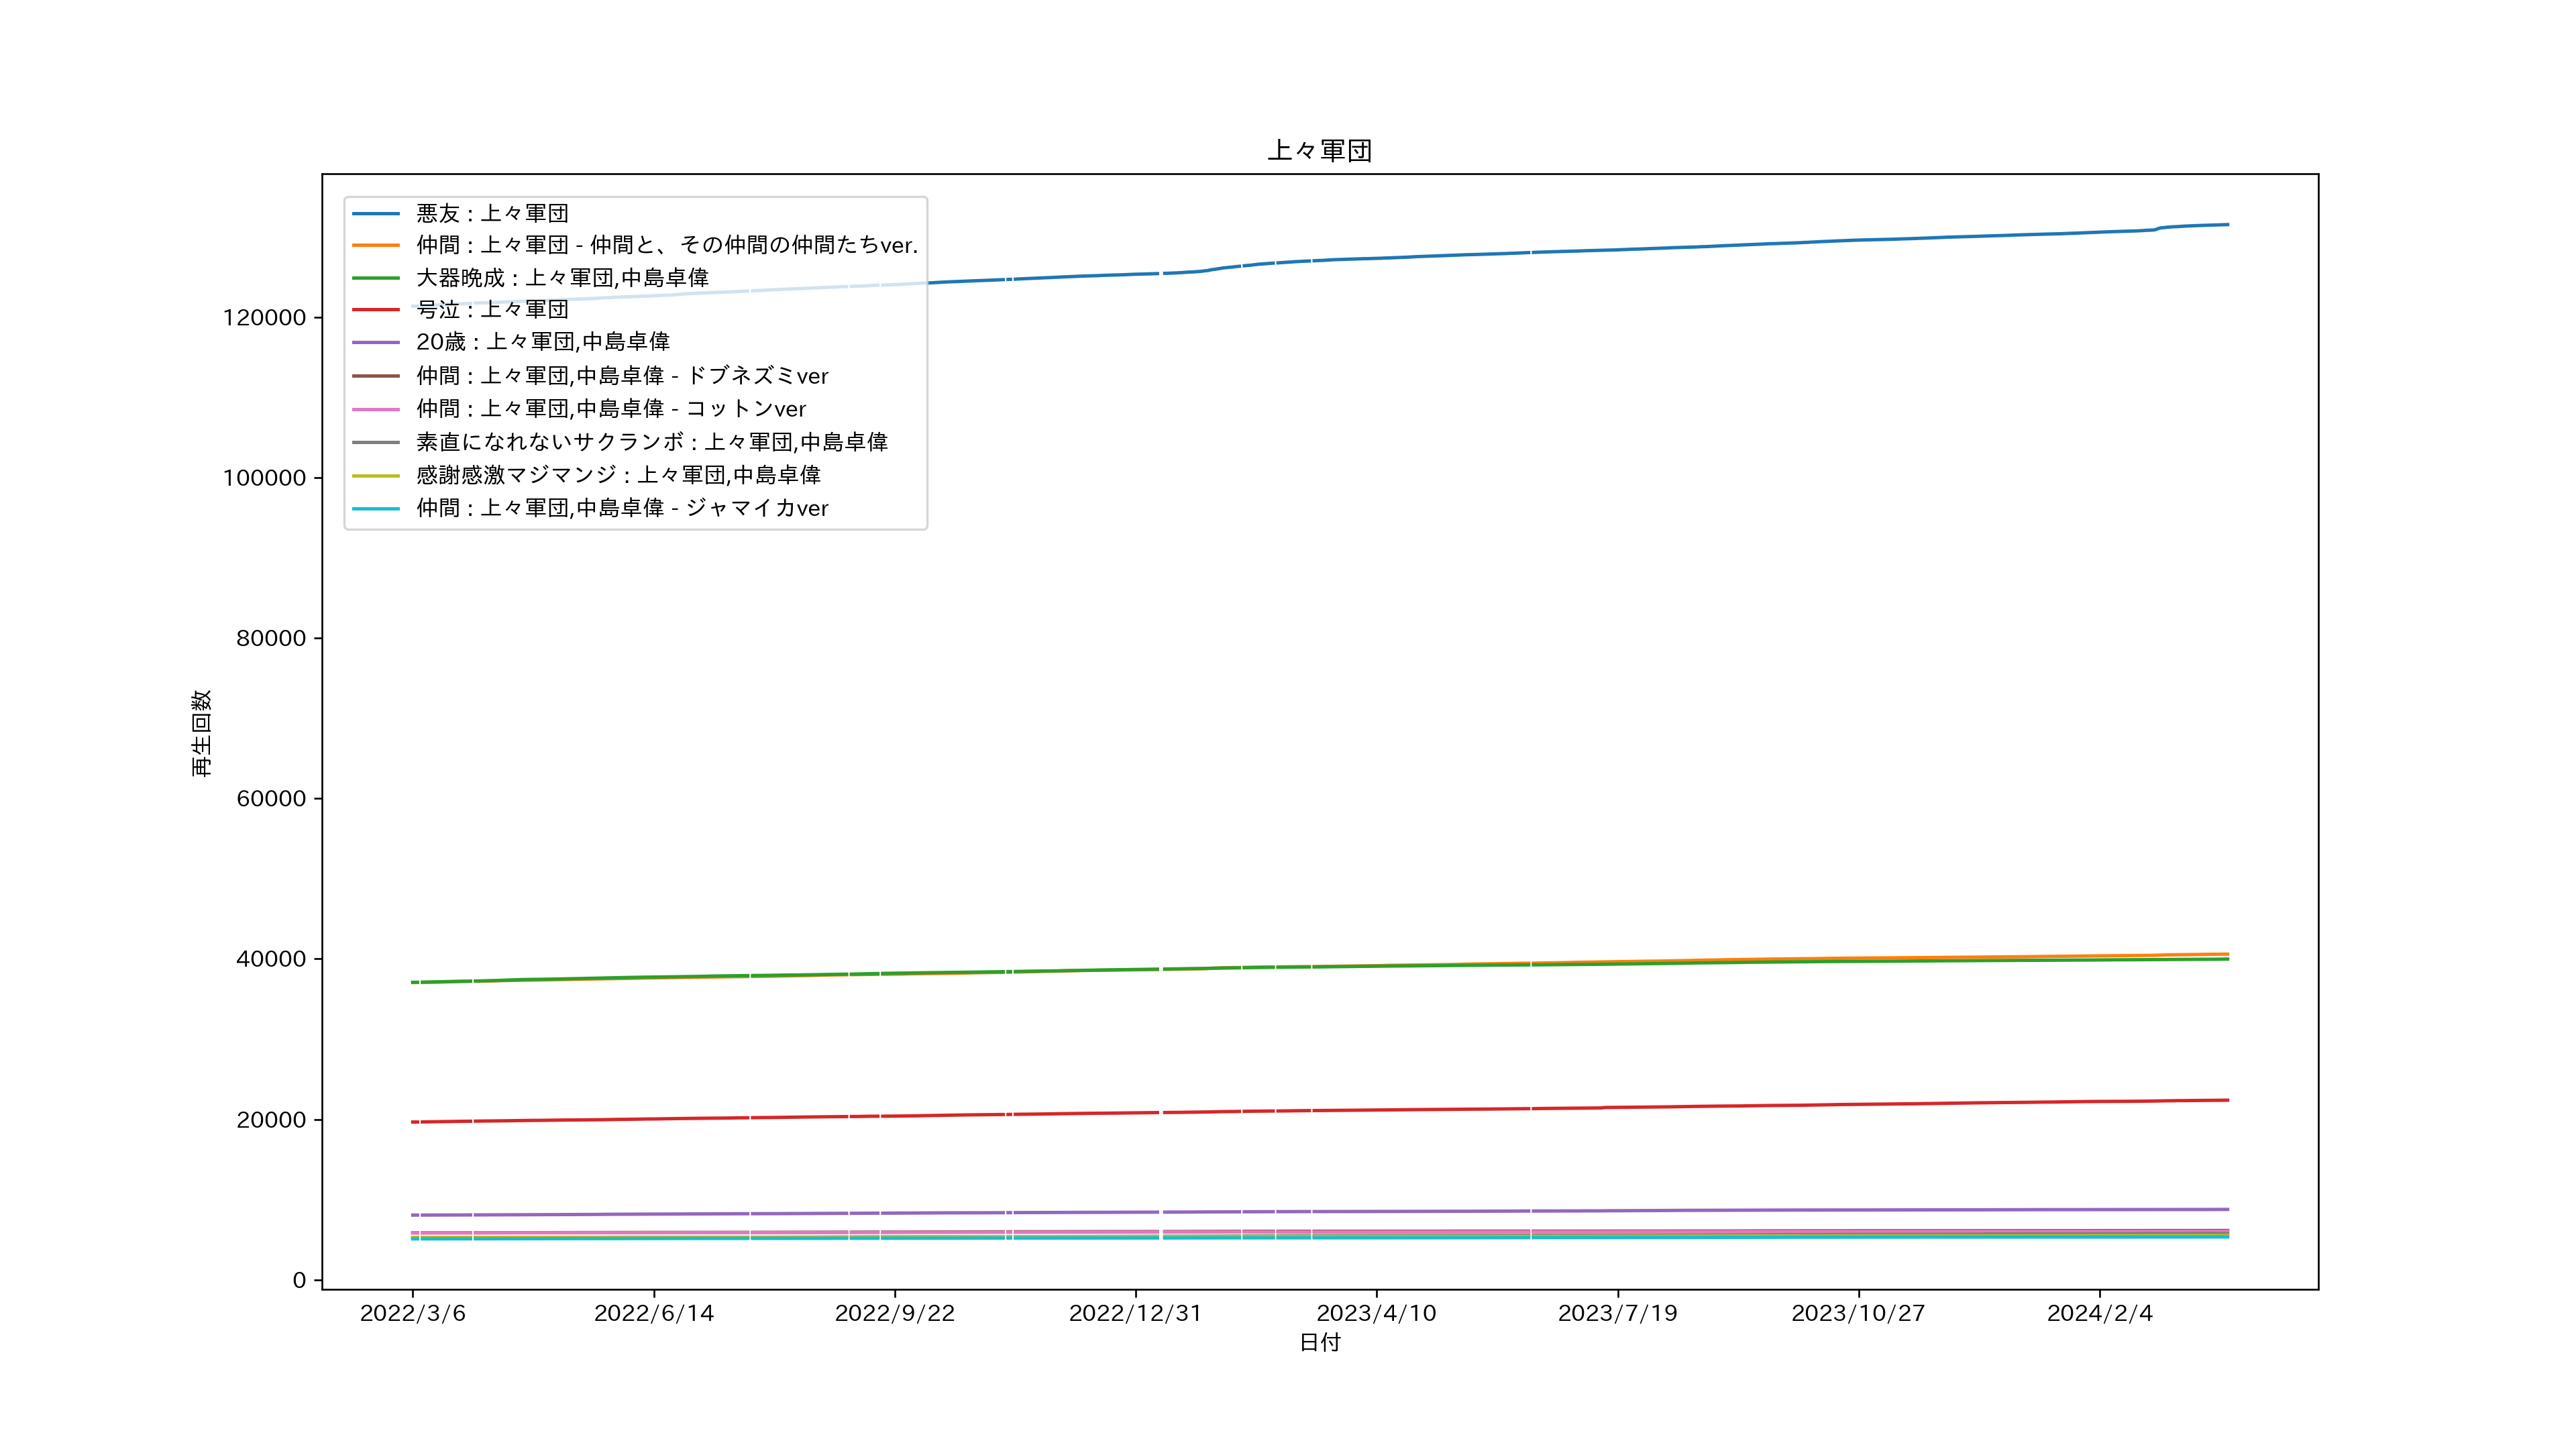 上々軍団
悪友 : 上々軍団
仲間 : 上々軍団 - 仲間と、その仲間の仲間たちver.
大器晩成 : 上々軍団,中島卓偉
号泣 : 上々軍団
20歳 : 上々軍団,中島卓偉
仲間 : 上々軍団,中島卓偉 - ドブネズミver
仲間 : 上々軍団,中島卓偉 - コットンver
素直になれないサクランボ : 上々軍団,中島卓偉
感謝感激マジマンジ : 上々軍団,中島卓偉
仲間 : 上々軍団,中島卓偉 - ジャマイカver
120000
100000
80000
60000
40000
20000
0
再生回数
2022/3/6 2022/6/14 2022/9/22 2022/12/31 2023/4/10 2023/7/19 2023/10/27 2024/2/4
日付